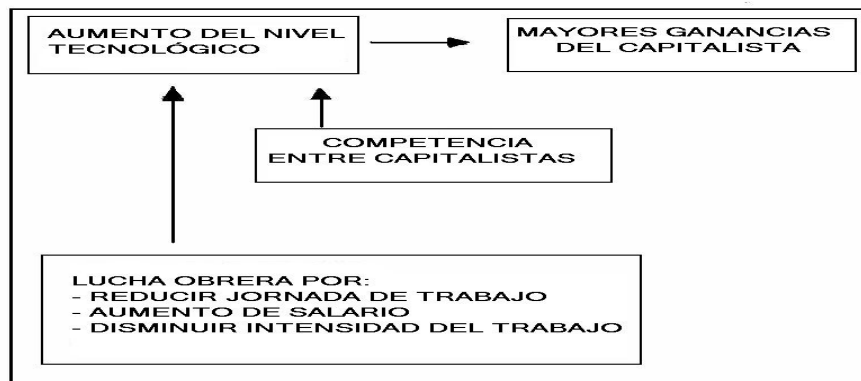 AUMENTO DEL NIVEL
TECNOLÓGICO
MAYORES GANANCIAS
DEL CAPITALISTA
COMPETENCIA
ENTRE CAPITALISTAS
LUCHA OBRERA POR:
- REDUCIR JORNADA DE TRABAJO
- AUMENTO DE SALARIO
- DISMINUIR INTENSIDAD DEL TRABAJO